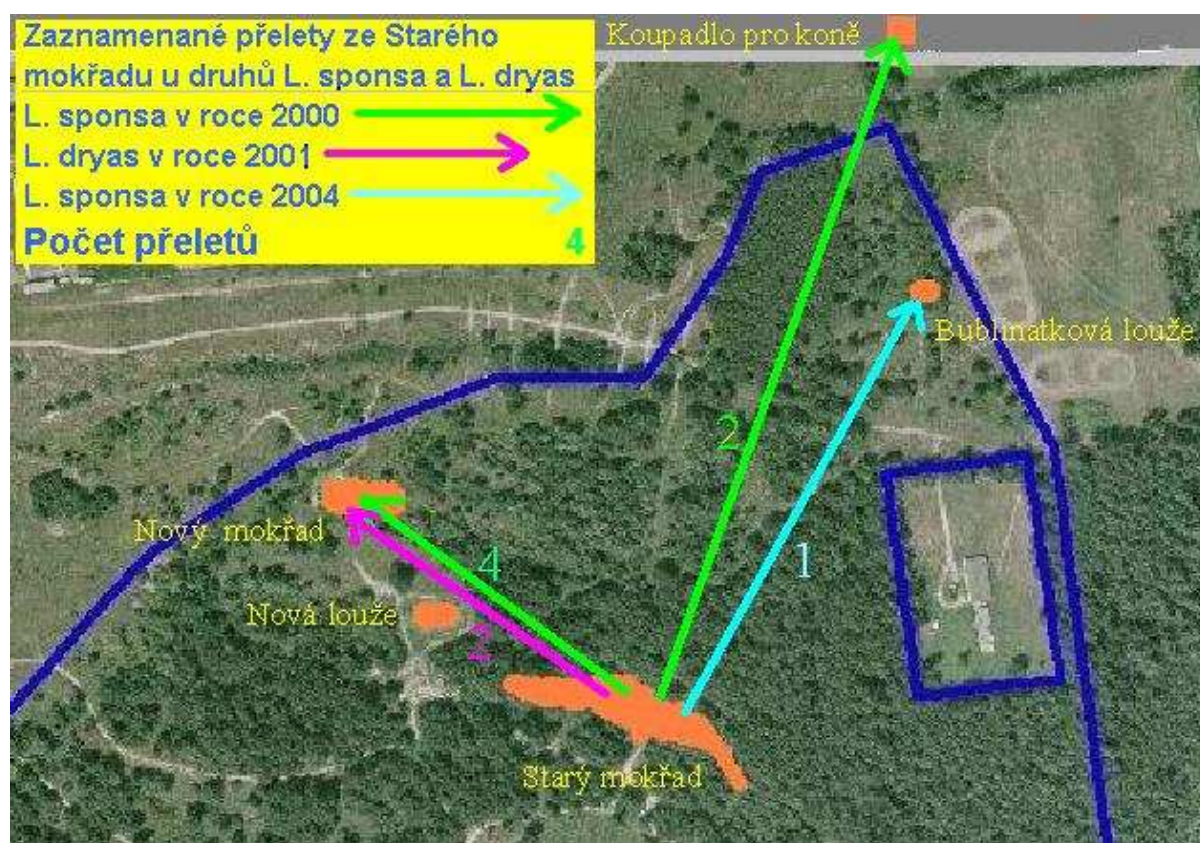 Zaznamenané přelety ze Starého
mokřadu u druhů L. sponsa a L. dryas
L. sponsa v roce 2000
L. dryas v roce 2001
L. sponsa v roce 2004
Počet přeletů 4
Koupadlo pro koně
Bublinatková louže
2
1
Nový mokřad
4
Nová louže
2
Starý mokřad